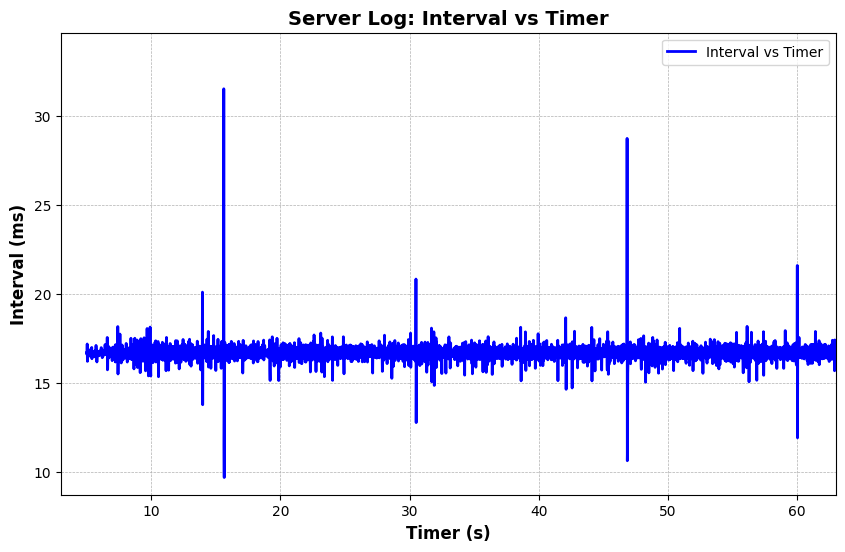 Server Log: Interval vs Timer
Interval vs Timer
30
25
20
15
10
Interval (ms)
10 20 30 40 50 60
Timer (s)